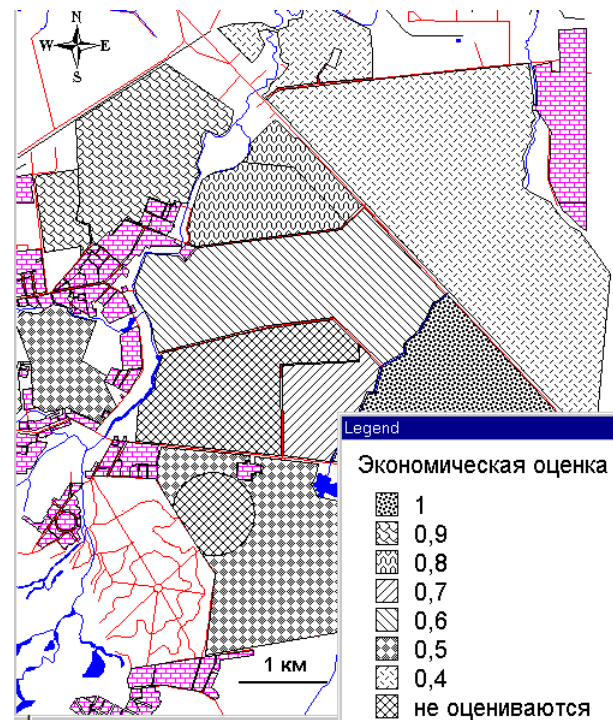 N
W E
S
Legend
Экономическая оценка
1
0,9
0,8
0,7
0,6
0,5
0,4
не оцениваются
1 км